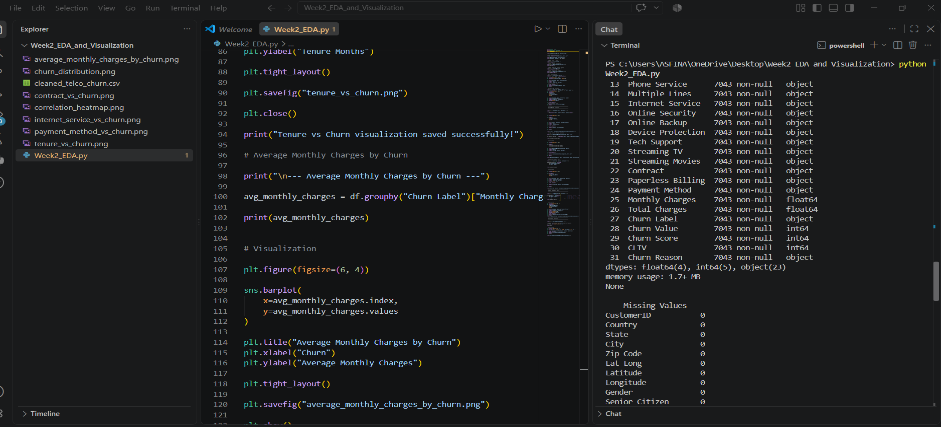 File Edit Selection View Go Run Terminal Help
Week2_EDA_and_Visualization
Explorer
Week2_EDA_and_Visualization
average_monthly_charges_by_churn.png
churn_distribution.png
cleaned_telco_churn.csv
contract_vs_churn.png
correlation_heatmap.png
internet_service_vs_churn.png
payment_method_vs_churn.png
tenure_vs_churn.png
Week2_EDA.py 1
Timeline
Welcome
Week2_EDA.py 1
Week2_EDA.py > ...
86 plt.ylabel("Tenure Months")
87
88 plt.tight_layout()
89
90 plt.savefig("tenure_vs_churn.png")
91
92 plt.close()
93
94 print("Tenure vs Churn visualization saved successfully!")
95
96 # Average Monthly Charges by Churn
97
98 print("\n--- Average Monthly Charges by Churn ---")
99
100 avg_monthly_charges = df.groupby("Churn Label")["Monthly Charg
101
102 print(avg_monthly_charges)
103
104
105 # Visualization
106
107 plt.figure(figsize=(6, 4))
108
109 sns.barplot(
110 x=avg_monthly_charges.index,
111 y=avg_monthly_charges.values
112 )
113
114 plt.title("Average Monthly Charges by Churn")
115 plt.xlabel("Churn")
116 plt.ylabel("Average Monthly Charges")
117
118 plt.tight_layout()
119
120 plt.savefig("average_monthly_charges_by_churn.png")
121
Chat
Terminal
powershell
PS C:\Users\ASFINA\OneDrive\Desktop\Week2 EDA and Visualization> python
Week2_EDA.py
13 Phone Service 7043 non-null object
14 Multiple Lines 7043 non-null object
15 Internet Service 7043 non-null object
16 Online Security 7043 non-null object
17 Online Backup 7043 non-null object
18 Device Protection 7043 non-null object
19 Tech Support 7043 non-null object
20 Streaming TV 7043 non-null object
21 Streaming Movies 7043 non-null object
22 Contract 7043 non-null object
23 Paperless Billing 7043 non-null object
24 Payment Method 7043 non-null object
25 Monthly Charges 7043 non-null float64
26 Total Charges 7043 non-null float64
27 Churn Label 7043 non-null object
28 Churn Value 7043 non-null int64
29 Churn Score 7043 non-null int64
30 CLTV 7043 non-null int64
31 Churn Reason 7043 non-null object
dtypes: float64(4), int64(5), object(23)
memory usage: 1.7+ MB
None
Missing Values
CustomerID 0
Country 0
State 0
City 0
Zip Code 0
Lat Long 0
Latitude 0
Longitude 0
Gender 0
Senior Citizen 0
Chat